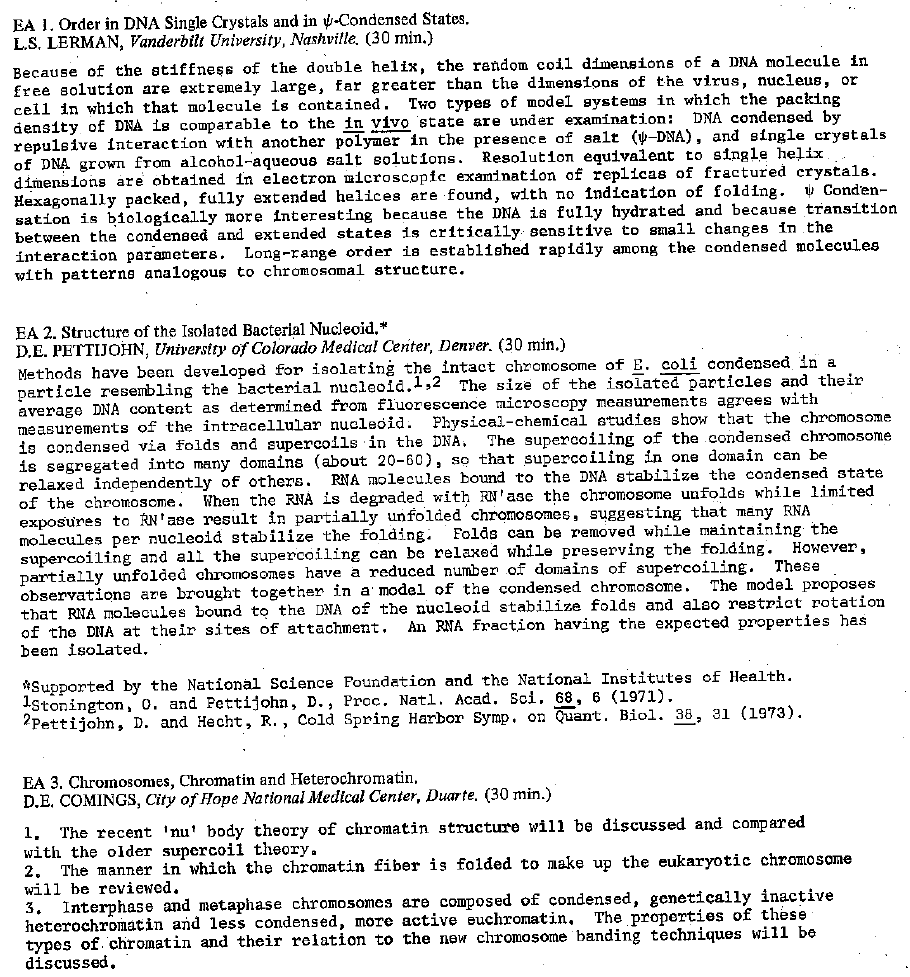 EA 1. Order in DNA Single Crystals and in ψ-Condensed States.
L.S. LERMAN, Vanderbilt University, Nashville. (30 min.)
Because of the stiffness of the double helix, the random coil dimensions of a DNA molecule in
free solution are extremely large, far greater than the dimensions of the virus, nucleus, or
cell in which that molecule is contained. Two types of model systems in which the packing
density of DNA is comparable to the in vivo state are under examination: DNA condensed by
repulsive interaction with another polymer in the presence of salt (ψ-DNA), and single crystals
of DNA grown from alcohol-aqueous salt solutions. Resolution equivalent to single helix
dimensions are obtained in electron microscopic examination of replicas of fractured crystals.
Hexagonally packed, fully extended helices are found, with no indication of folding. ψ Conden-
sation is biologically more interesting because the DNA is fully hydrated and because transition
between the condensed and extended states is critically sensitive to small changes in the
interaction parameters. Long-range order is established rapidly among the condensed molecules
with patterns analogous to chromosomal structure.
EA 2. Structure of the Isolated Bacterial Nucleoid.*
D.E. PETTIJOHN, University of Colorado Medical Center, Denver. (30 min.)
Methods have been developed for isolating the intact chromosome of E. coli condensed in a
particle resembling the bacterial nucleoid.1,2 The size of the isolated particles and their
average DNA content as determined from fluorescence microscopy measurements agrees with
measurements of the intracellular nucleoid. Physical-chemical studies show that the chromosome
is condensed via folds and supercoils in the DNA. The supercoiling of the condensed chromosome
is segregated into many domains (about 20-60), so that supercoiling in one domain can be
relaxed independently of others. RNA molecules bound to the DNA stabilize the condensed state
of the chromosome. When the RNA is degraded with RN'ase the chromosome unfolds while limited
exposures to RN'ase result in partially unfolded chromosomes, suggesting that many RNA
molecules per nucleoid stabilize the folding. Folds can be removed while maintaining the
supercoiling and all the supercoiling can be relaxed while preserving the folding. However,
partially unfolded chromosomes have a reduced number of domains of supercoiling. These
observations are brought together in a model of the condensed chromosome. The model proposes
that RNA molecules bound to the DNA of the nucleoid stabilize folds and also restrict rotation
of the DNA at their sites of attachment. An RNA fraction having the expected properties has
been isolated.
*Supported by the National Science Foundation and the National Institutes of Health.
1Stonington, O. and Pettijohn, D., Proc. Natl. Acad. Sci. 68, 6 (1971).
2Pettijohn, D. and Hecht, R., Cold Spring Harbor Symp. on Quant. Biol. 38, 31 (1973).
EA 3. Chromosomes, Chromatin and Heterochromatin.
D.E. COMINGS, City of Hope National Medical Center, Duarte. (30 min.)
1. The recent 'nu' body theory of chromatin structure will be discussed and compared
with the older supercoil theory.
2. The manner in which the chromatin fiber is folded to make up the eukaryotic chromosome
will be reviewed.
3. Interphase and metaphase chromosomes are composed of condensed, genetically inactive
heterochromatin and less condensed, more active euchromatin. The properties of these
types of chromatin and their relation to the new chromosome banding techniques will be
discussed.